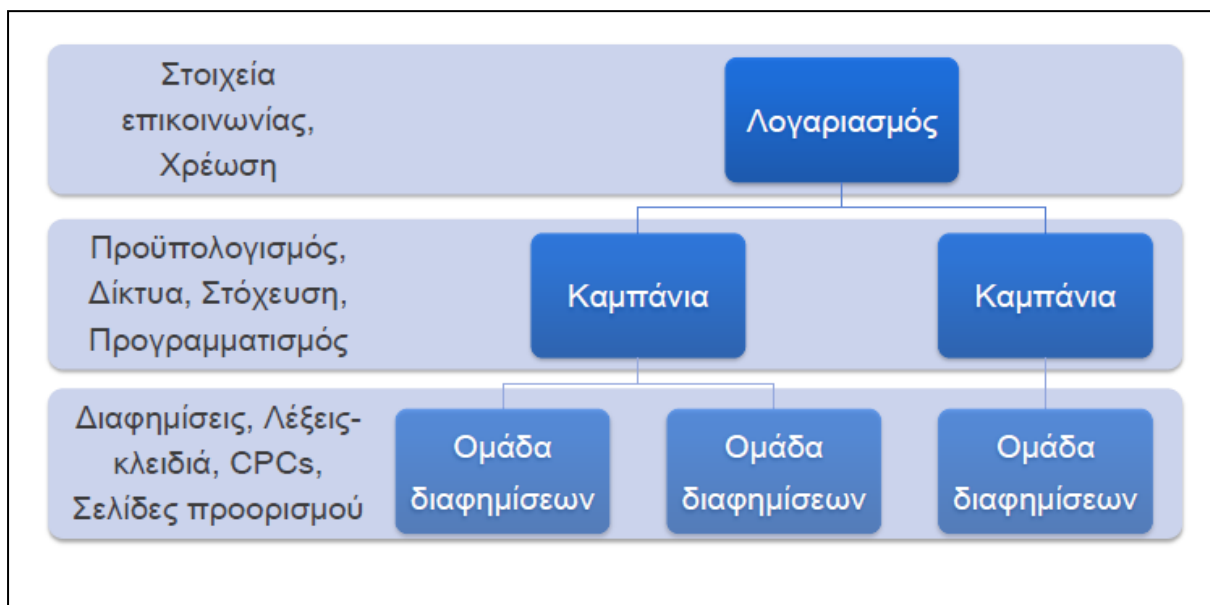 Στοιχεία
επικοινωνίας,
Χρέωση
Λογαριασμός
Προϋπολογισμός,
Δίκτυα, Στόχευση,
Προγραμματισμός
Καμπάνια
Καμπάνια
Διαφημίσεις, Λέξεις-
κλειδιά, CPCs,
Σελίδες προορισμού
Ομάδα
διαφημίσεων
Ομάδα
διαφημίσεων
Ομάδα
διαφημίσεων